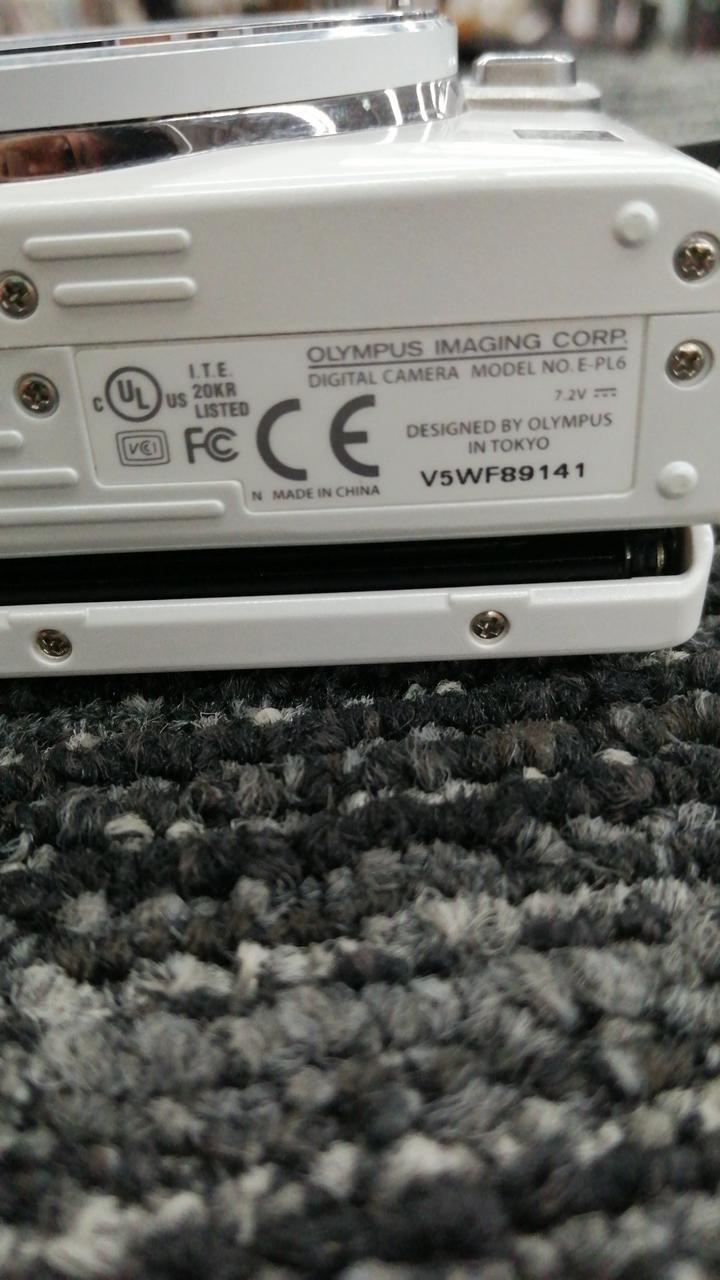 OLYMPUS IMAGING CORP.
DIGITAL CAMERA MODEL NO. E-PL6
7.2V
C UL US
I.T.E.
20KR
LISTED
VCI FC CE
DESIGNED BY OLYMPUS
IN TOKYO
V5WF89141
N MADE IN CHINA